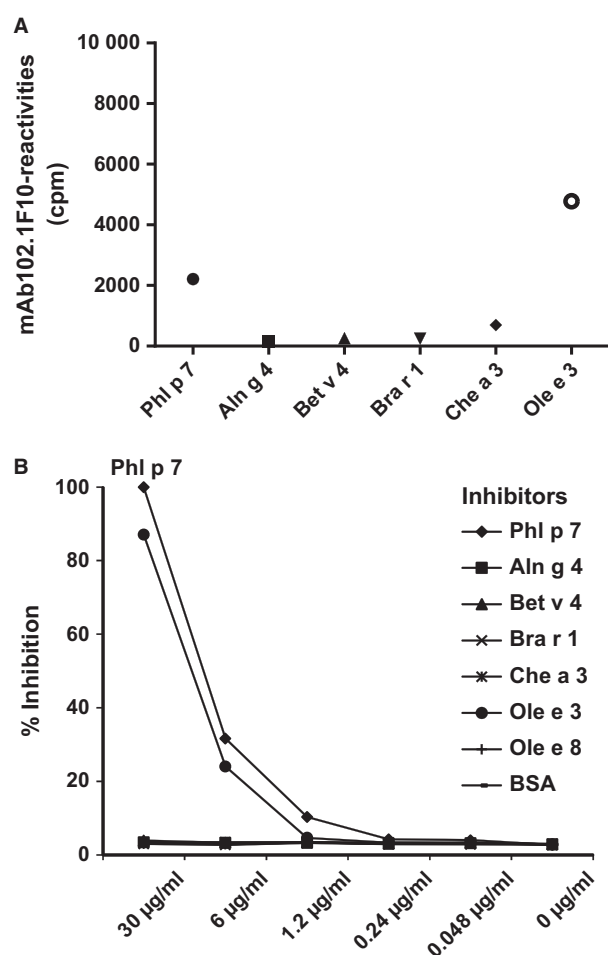 A
mAb102.1F10-reactivities
(cpm)
10 000
8000
6000
4000
2000
0
Phl p 7
Aln g 4
Bet v 4
Bra r 1
Che a 3
Ole e 3
B
Phl p 7
% Inhibition
100
80
60
40
20
0
Inhibitors
Phl p 7
Aln g 4
Bet v 4
Bra r 1
Che a 3
Ole e 3
Ole e 8
BSA
30 µg/ml
6 µg/ml
1.2 µg/ml
0.24 µg/ml
0.048 µg/ml
0 µg/ml